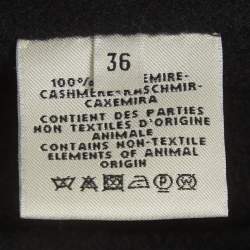 36
100% EMIRE-
CASHMERE-KASCHMIR-
CAXEMIRA
CONTIENT DES PARTIES
NON TEXTILES D'ORIGINE
ANIMALE
CONTAINS NON-TEXTILE
ELEMENTS OF ANIMAL
ORIGIN